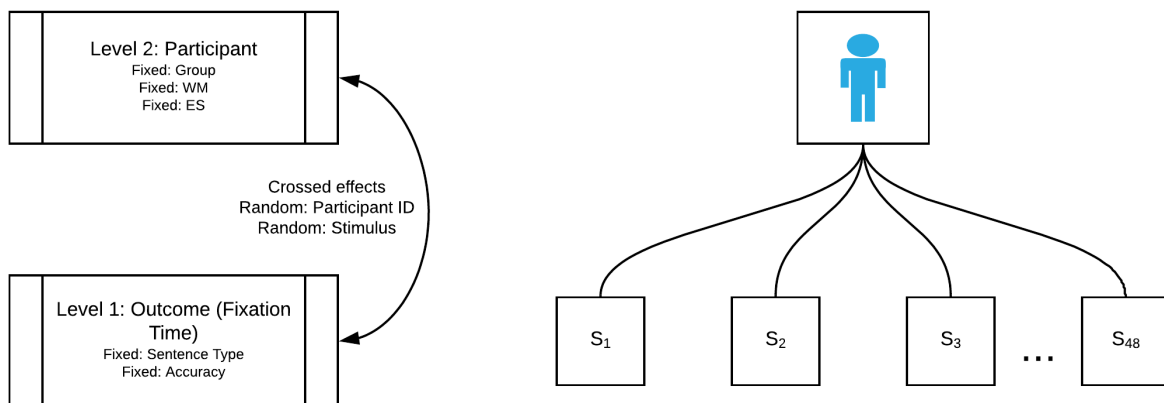 Level 2: Participant
Fixed: Group
Fixed: WM
Fixed: ES
Crossed effects
Random: Participant ID
Random: Stimulus
Level 1: Outcome (Fixation
Time)
Fixed: Sentence Type
Fixed: Accuracy
S1
S2
S3
...
S48